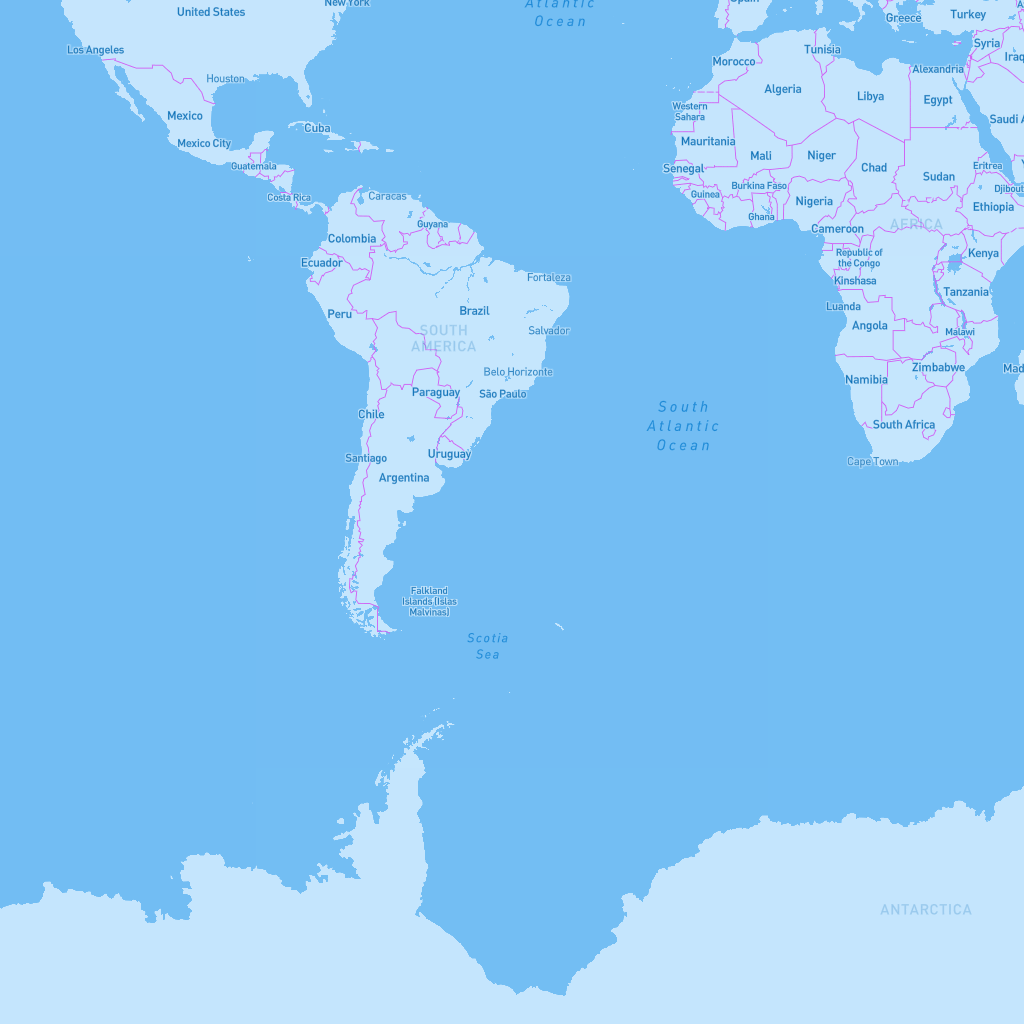 Atlantic
Ocean
New York
United States
Spain
Greece
Turkey
Los Angeles
Syria
Iraq
Tunisia
Morocco
Alexandria
Houston
Algeria
Libya
Egypt
Western
Sahara
Mexico
Saudi A
Cuba
Mexico City
Mauritania
Mali
Niger
Guatemala
Senegal
Chad
Eritrea
Sudan
Burkina Faso
Djibout
Costa Rica
Caracas
Guinea
Nigeria
Ethiopia
Ghana
Guyana
Cameroon
AFRICA
Colombia
Republic of
the Congo
Kenya
Ecuador
Kinshasa
Fortaleza
Tanzania
Luanda
Peru
Brazil
Angola
Malawi
SOUTH
AMERICA
Salvador
Zimbabwe
Mad
Belo Horizonte
Namibia
Paraguay
São Paulo
South
Atlantic
Ocean
Chile
South Africa
Uruguay
Santiago
Cape Town
Argentina
Falkland
Islands [Islas
Malvinas]
Scotia
Sea
ANTARCTICA